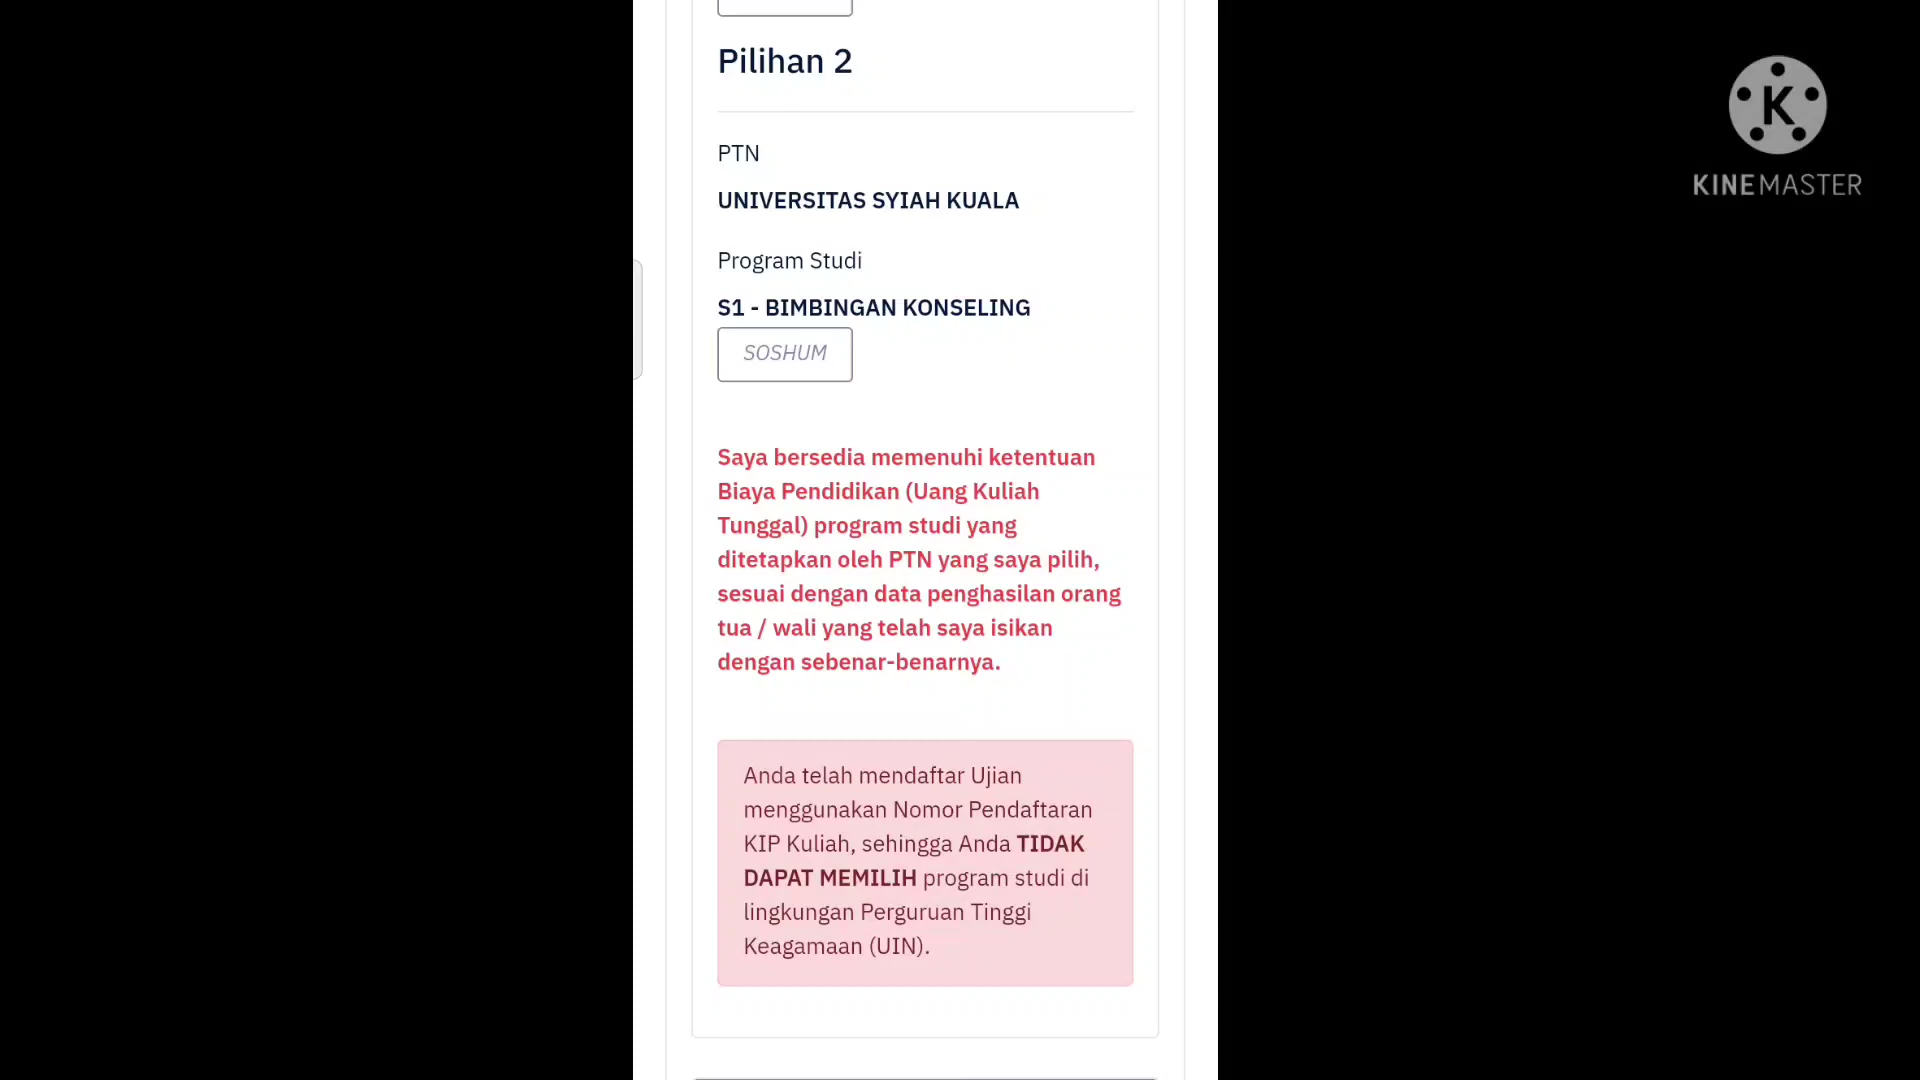 Pilihan 2
PTN
UNIVERSITAS SYIAH KUALA
Program Studi
S1 - BIMBINGAN KONSELING
SOSHUM
Saya bersedia memenuhi ketentuan
Biaya Pendidikan (Uang Kuliah
Tunggal) program studi yang
ditetapkan oleh PTN yang saya pilih,
sesuai dengan data penghasilan orang
tua / wali yang telah saya isikan
dengan sebenar-benarnya.
Anda telah mendaftar Ujian
menggunakan Nomor Pendaftaran
KIP Kuliah, sehingga Anda TIDAK
DAPAT MEMILIH program studi di
lingkungan Perguruan Tinggi
Keagamaan (UIN).
K
KINEMASTER